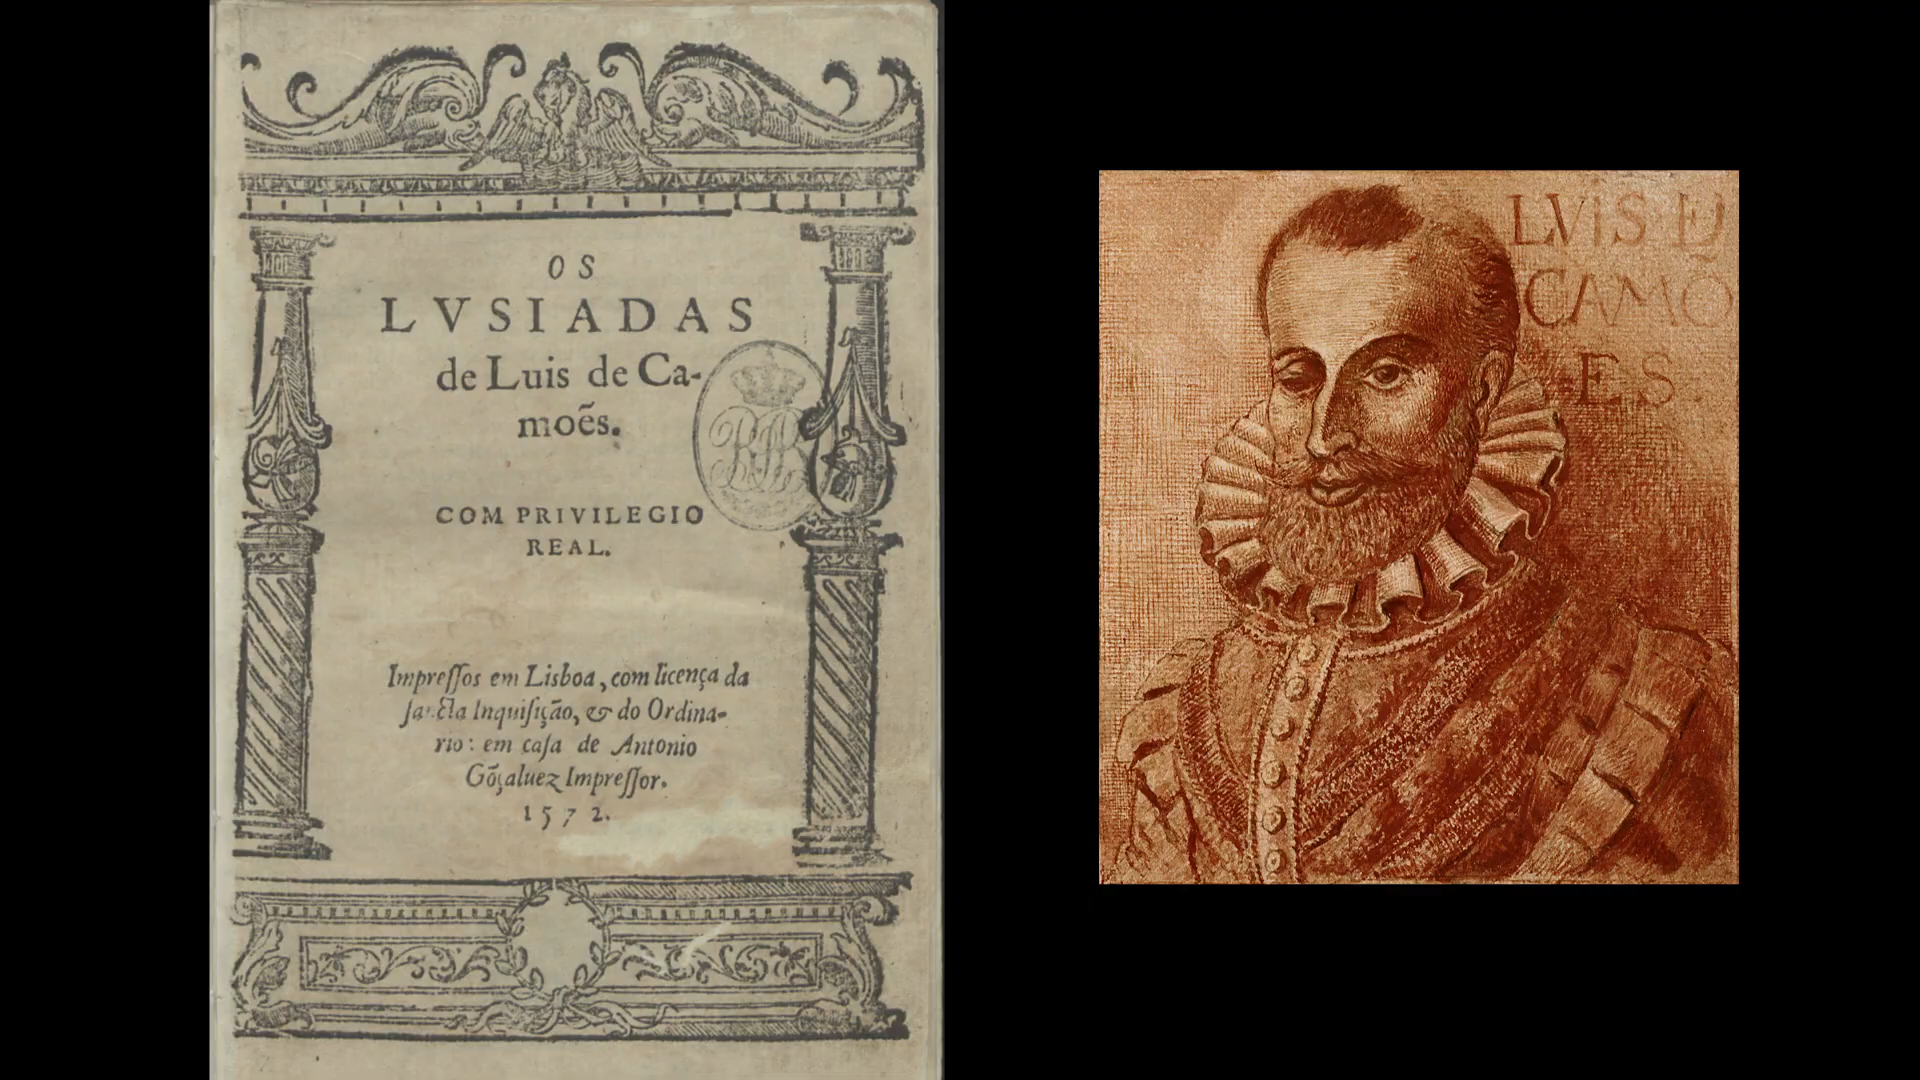 OS
LVSIADAS
de Luis de Ca-
moẽs.
COM PRIVILEGIO
REAL.
Impreſſos em Lisboa, com licença da
ſancta Inquiſição, & do Ordina-
rio: em caſa de Antonio
Gõçaluez Impreſſor.
1572.
LVIS D
CAMÕ
ES.